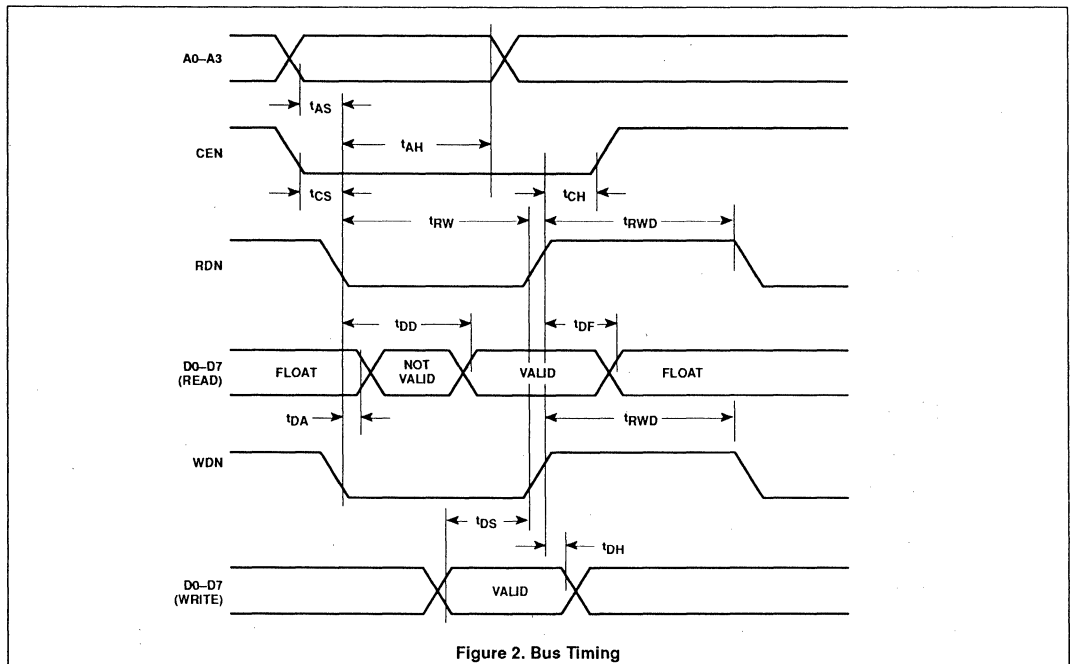 A0–A3
tAS
CEN
tAH
tCS
tCH
tRW
tRWD
RDN
tDD
tDF
D0–D7
(READ)
FLOAT
NOT
VALID
VALID
FLOAT
tDA
tRWD
WDN
tDS
tDH
D0–D7
(WRITE)
VALID
Figure 2. Bus Timing